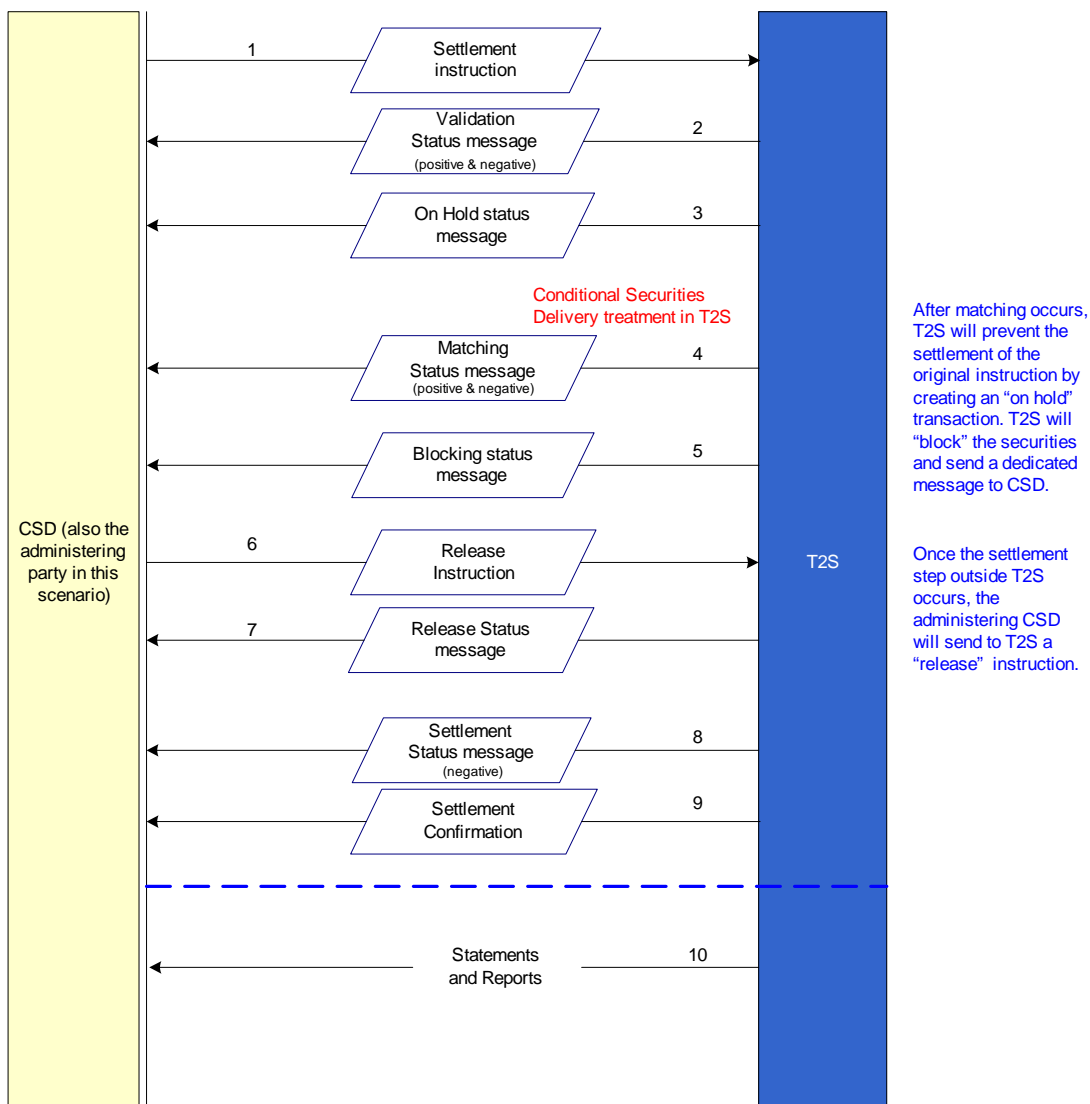 1
Settlement
instruction
Validation
Status message
(positive & negative)
2
On Hold status
message
3
Conditional Securities
Delivery treatment in T2S
Matching
Status message
(positive & negative)
4
After matching occurs,
T2S will prevent the
settlement of the
original instruction by
creating an “on hold”
transaction. T2S will
“block” the securities
and send a dedicated
message to CSD.
Blocking status
message
5
CSD (also the
administering
party in this
scenario)
6
Release
Instruction
T2S
Once the settlement
step outside T2S
occurs, the
administering CSD
will send to T2S a
“release” instruction.
7
Release Status
message
Settlement
Status message
(negative)
8
Settlement
Confirmation
9
Statements
and Reports
10